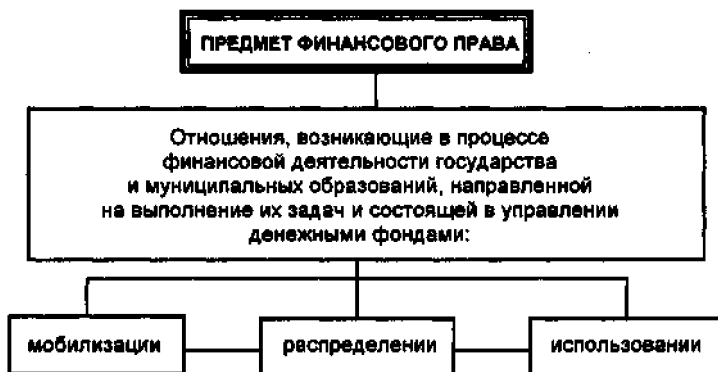 ПРЕДМЕТ ФИНАНСОВОГО ПРАВА
Отношения, возникающие в процессе
финансовой деятельности государства
и муниципальных образований, направленной
на выполнение их задач и состоящей в управлении
денежными фондами:
мобилизации
распределении
использовании